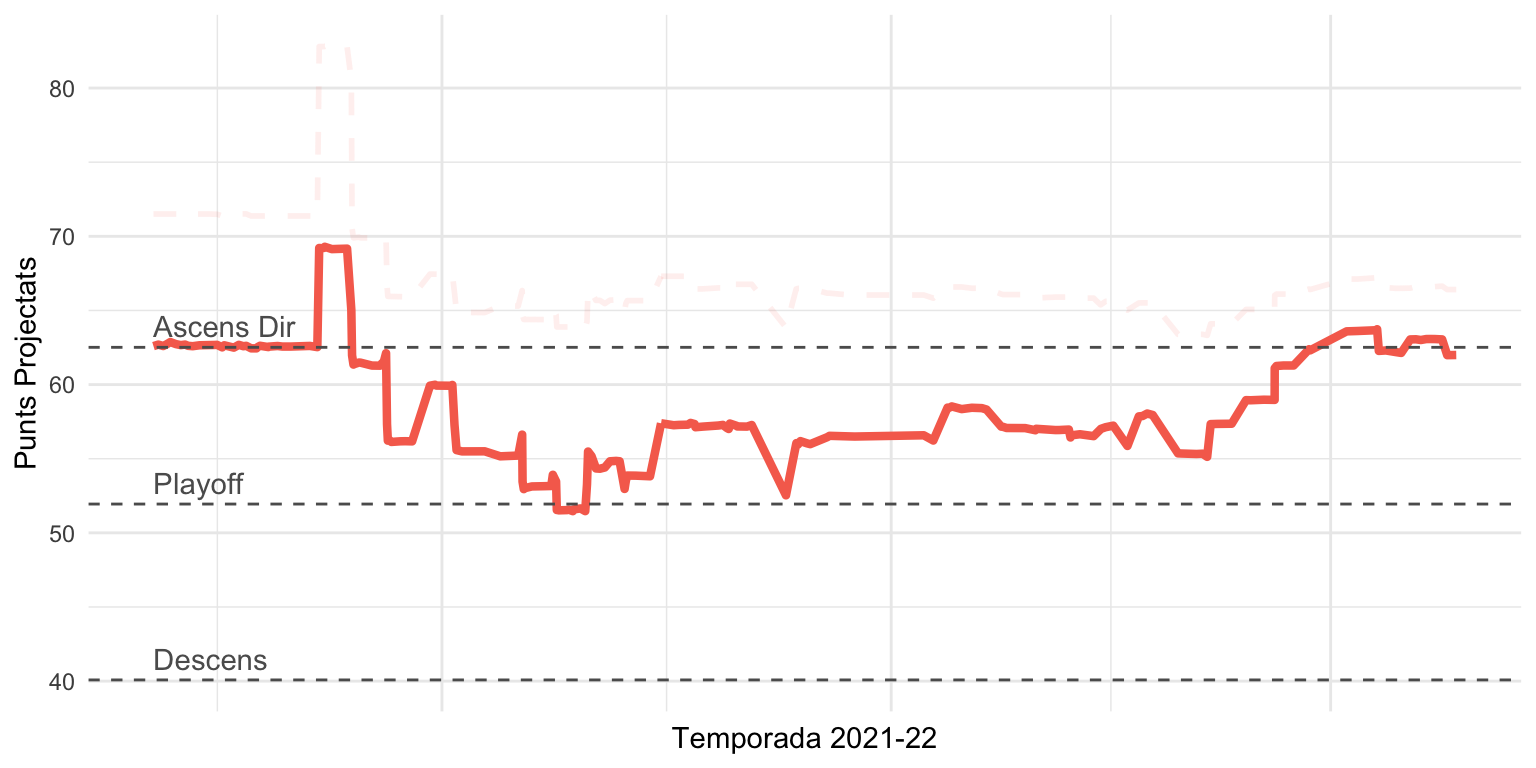 80
70
60
50
40
Punts Projectats
Ascens Dir
Playoff
Descens
Temporada 2021-22